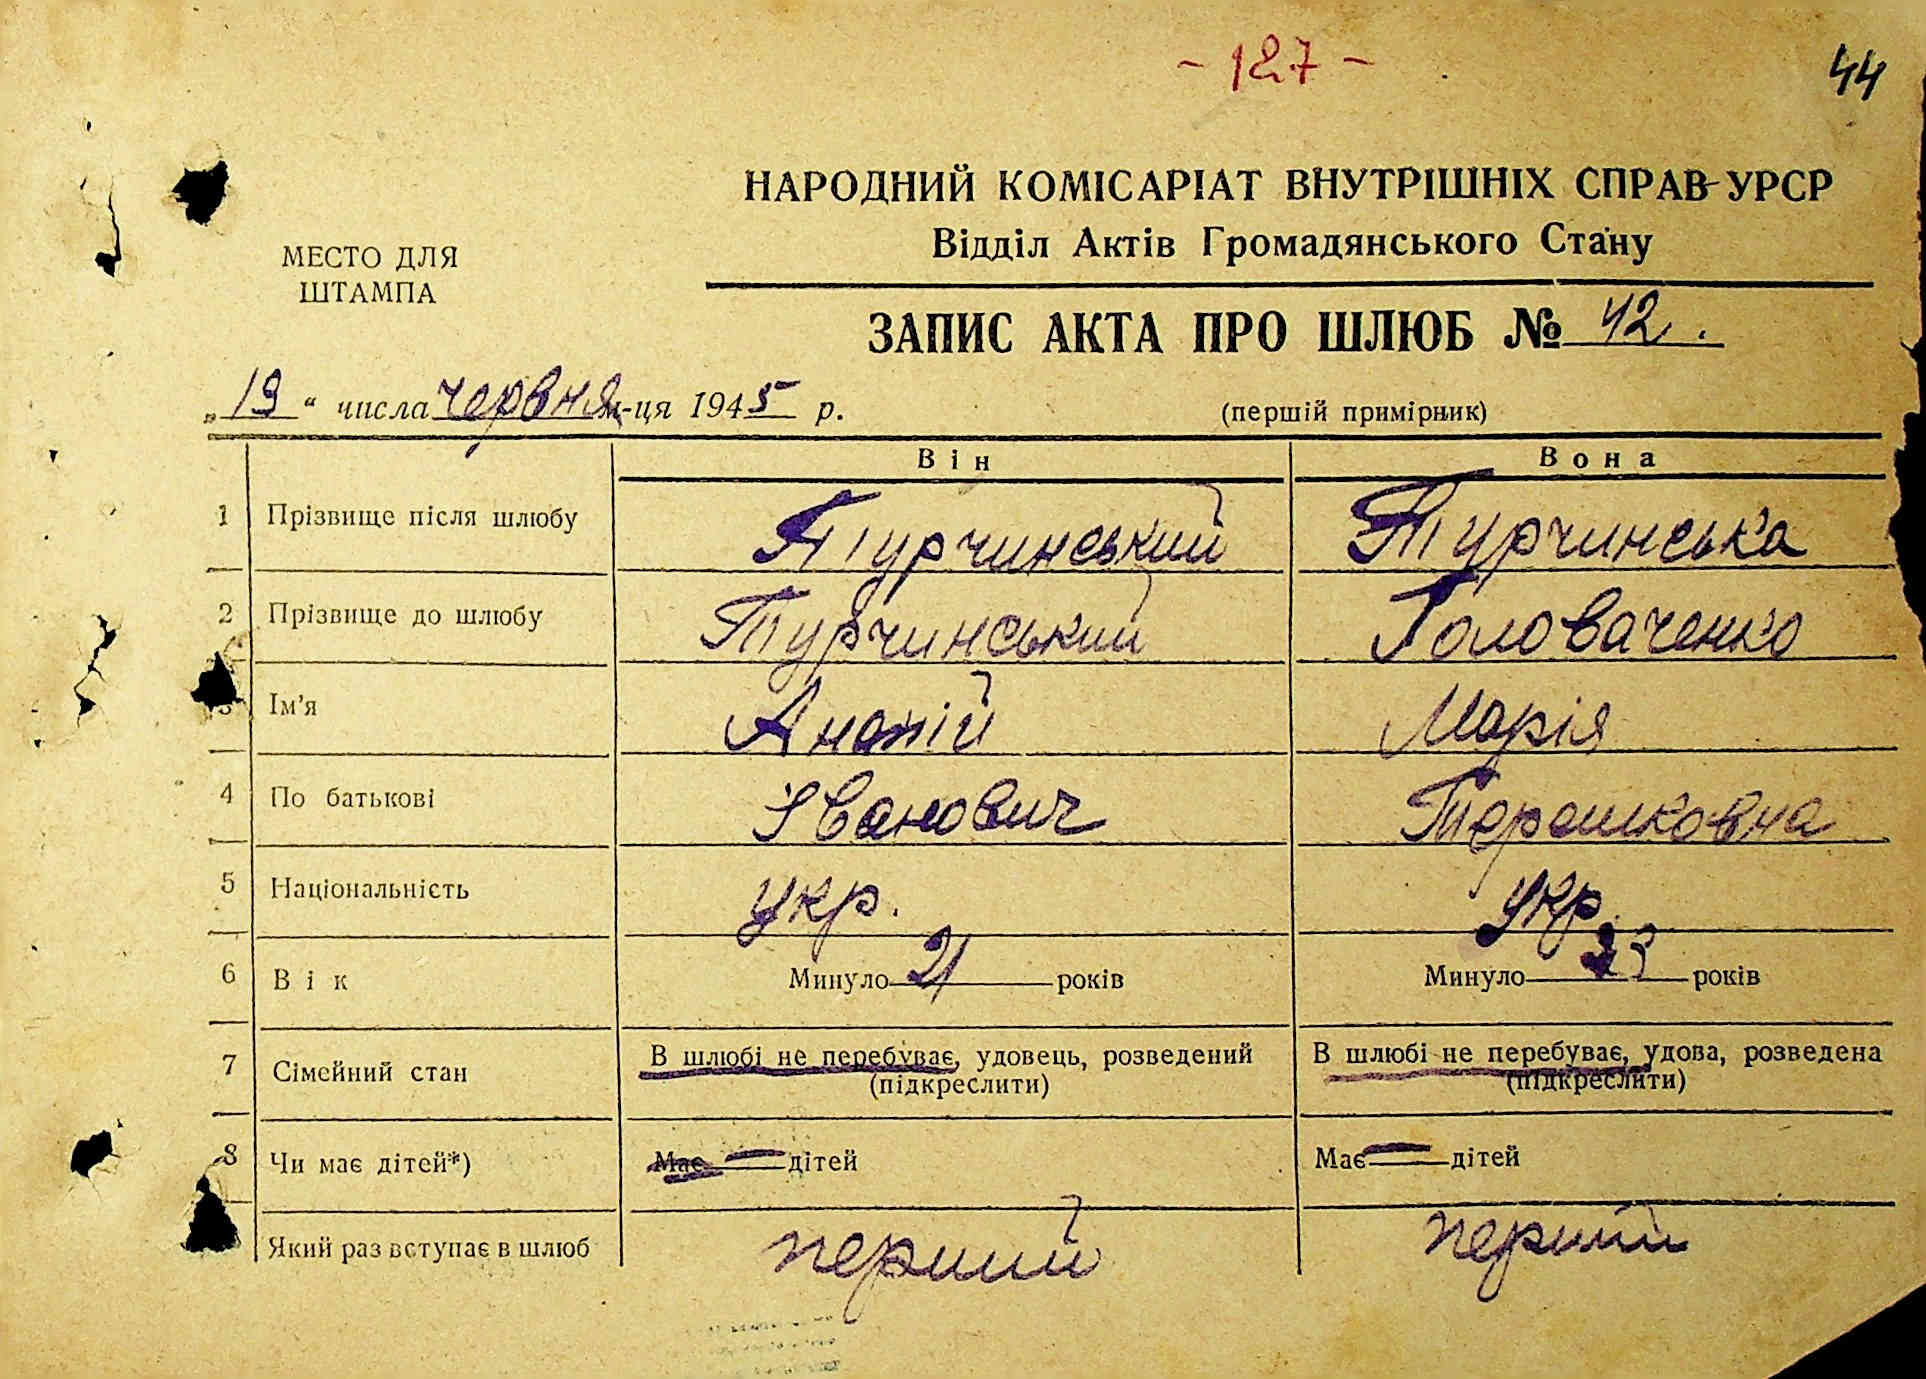 - 127 -
44
НАРОДНИЙ КОМІСАРІАТ ВНУТРІШНІХ СПРАВ УРСР
Відділ Актів Громадянського Стану
МЕСТО ДЛЯ
ШТАМПА
ЗАПИС АКТА ПРО ШЛЮБ № 42.
„19“ числа червня м-ця 1945 р.
(першій примірник)
Він Вона
1 Прізвище після шлюбу Турчинський Турчинська
2 Прізвище до шлюбу Турчинський Головаченко
3 Ім’я Ананій Марія
4 По батькові Іванович Торошковна
5 Національність укр. укр.
6 Вік Минуло 21 років Минуло 23 років
7 Сімейний стан В шлюбі не перебуває, удовець, розведений В шлюбі не перебуває, удова, розведена
(підкреслити) (підкреслити)
8 Чи має дітей*) Має — дітей Має — дітей
Який раз вступає в шлюб перший перший